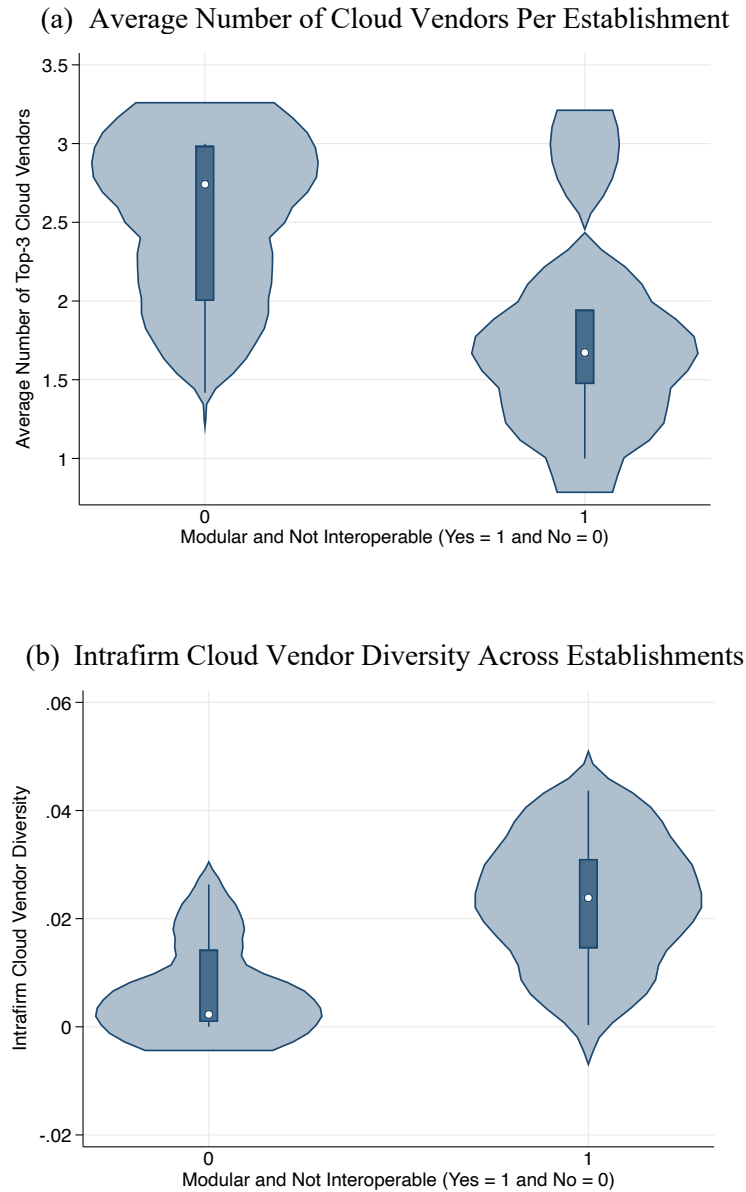 (a) Average Number of Cloud Vendors Per Establishment
Average Number of Top-3 Cloud Vendors
3.5
3
2.5
2
1.5
1
0
1
Modular and Not Interoperable (Yes = 1 and No = 0)
(b) Intrafirm Cloud Vendor Diversity Across Establishments
Intrafirm Cloud Vendor Diversity
.06
.04
.02
0
-.02
0
1
Modular and Not Interoperable (Yes = 1 and No = 0)